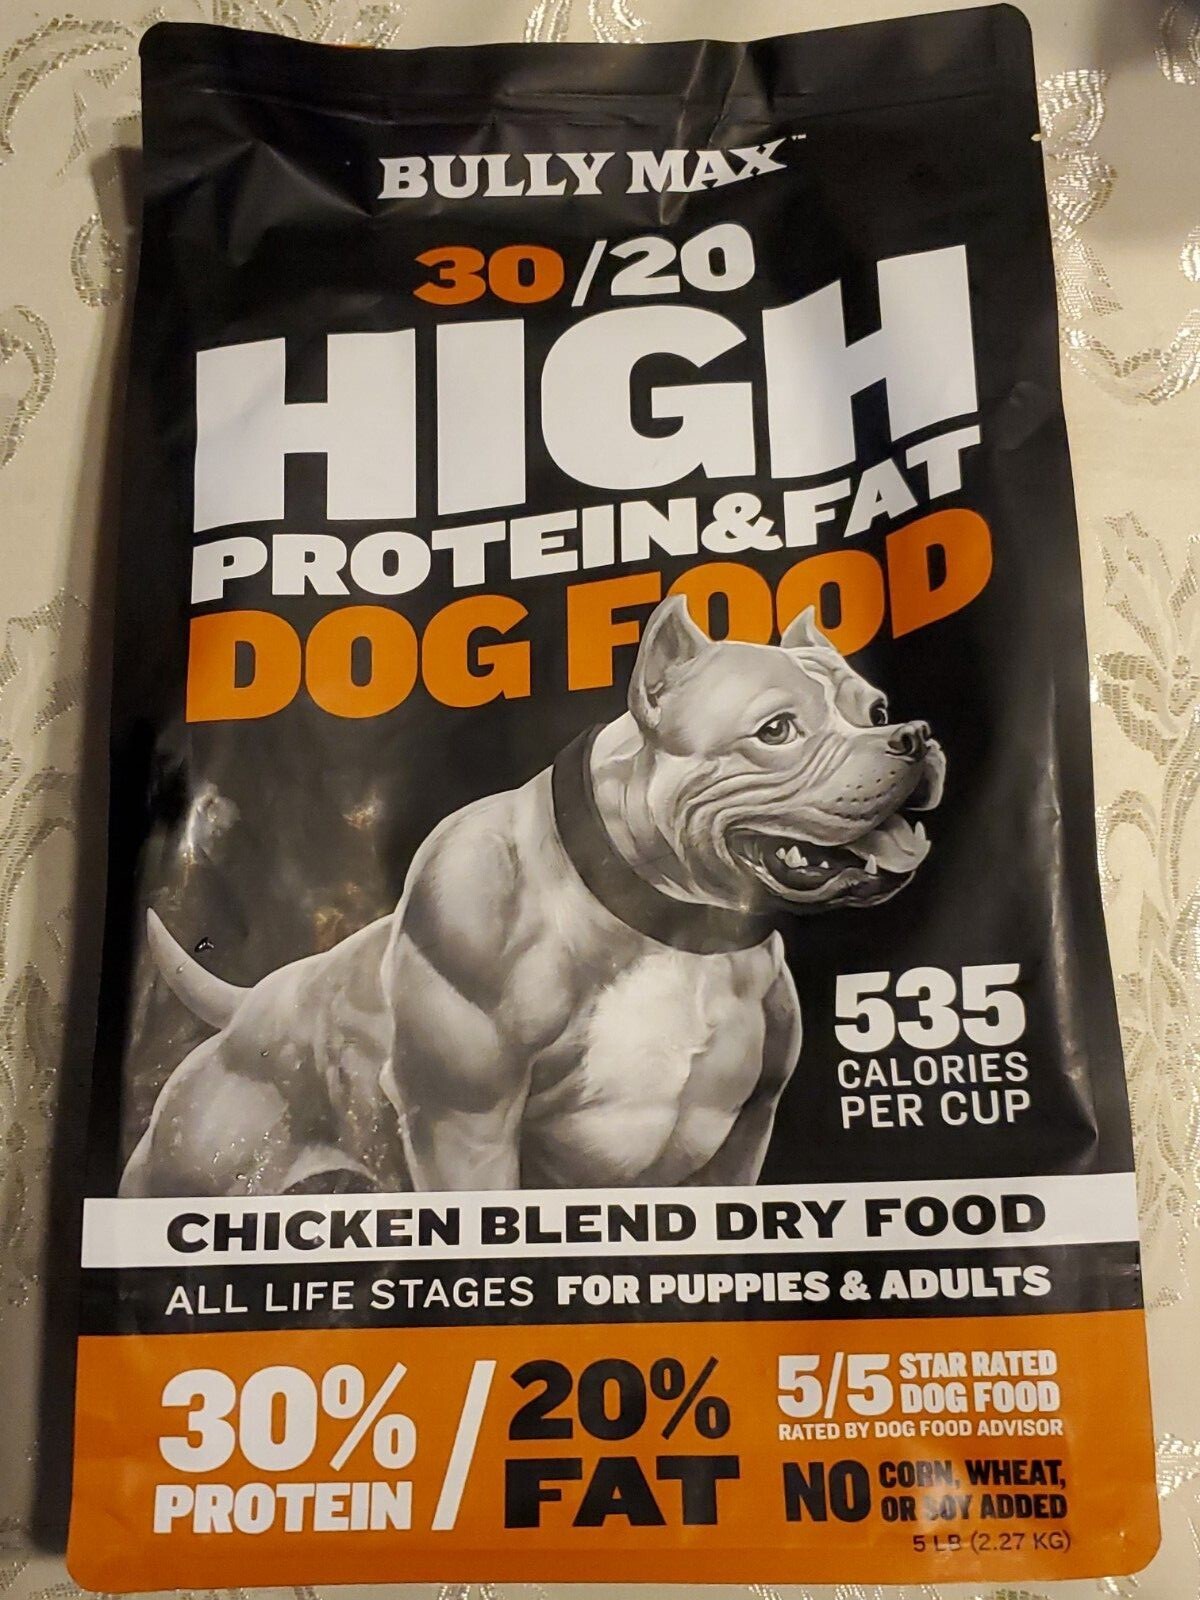 BULLY MAX™
30/20
HIGH
PROTEIN&FAT
DOG FOOD
535
CALORIES
PER CUP
CHICKEN BLEND DRY FOOD
ALL LIFE STAGES FOR PUPPIES & ADULTS
30% PROTEIN / 20% FAT
5/5 STAR RATED DOG FOOD
RATED BY DOG FOOD ADVISOR
NO CORN, WHEAT, OR SOY ADDED
5 LB (2.27 KG)